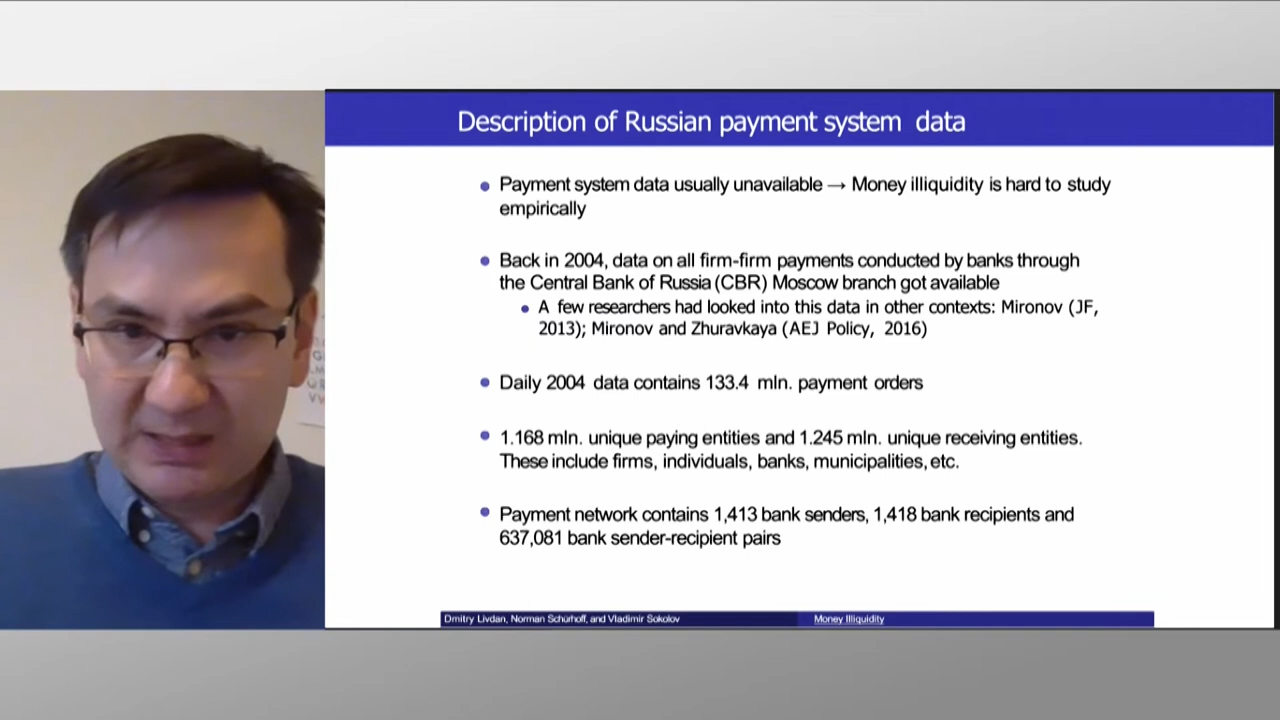 Description of Russian payment system data
Payment system data usually unavailable → Money illiquidity is hard to study
empirically
Back in 2004, data on all firm-firm payments conducted by banks through
the Central Bank of Russia (CBR) Moscow branch got available
A few researchers had looked into this data in other contexts: Mironov (JF,
2013); Mironov and Zhuravkaya (AEJ Policy, 2016)
Daily 2004 data contains 133.4 mln. payment orders
1.168 mln. unique paying entities and 1.245 mln. unique receiving entities.
These include firms, individuals, banks, municipalities, etc.
Payment network contains 1,413 bank senders, 1,418 bank recipients and
637,081 bank sender-recipient pairs
Dmitry Livdan, Norman Schürhoff, and Vladimir Sokolov
Money Illiquidity